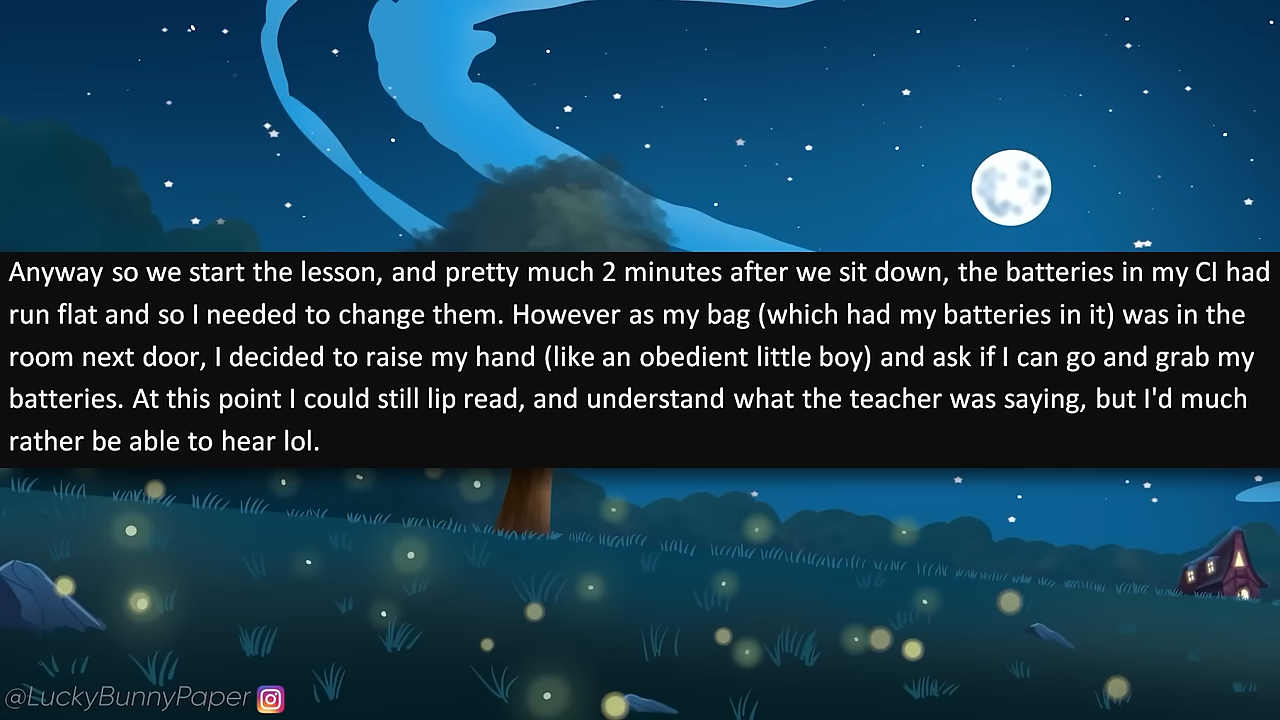 Anyway so we start the lesson, and pretty much 2 minutes after we sit down, the batteries in my CI had
run flat and so I needed to change them. However as my bag (which had my batteries in it) was in the
room next door, I decided to raise my hand (like an obedient little boy) and ask if I can go and grab my
batteries. At this point I could still lip read, and understand what the teacher was saying, but I'd much
rather be able to hear lol.
@LuckyBunnyPaper